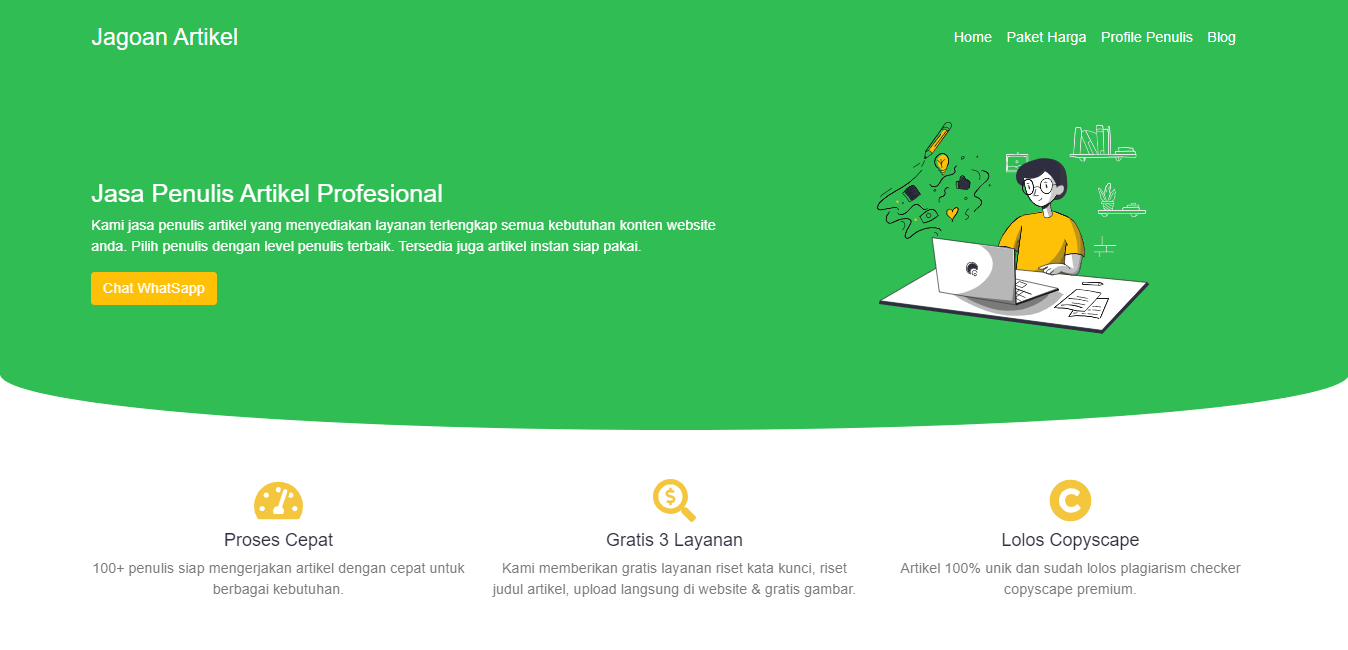 Jagoan Artikel
Home Paket Harga Profile Penulis Blog
Jasa Penulis Artikel Profesional
Kami jasa penulis artikel yang menyediakan layanan terlengkap semua kebutuhan konten website
anda. Pilih penulis dengan level penulis terbaik. Tersedia juga artikel instan siap pakai.
Chat WhatSapp
Proses Cepat
100+ penulis siap mengerjakan artikel dengan cepat untuk
berbagai kebutuhan.
Gratis 3 Layanan
Kami memberikan gratis layanan riset kata kunci, riset
judul artikel, upload langsung di website & gratis gambar.
Lolos Copyscape
Artikel 100% unik dan sudah lolos plagiarism checker
copyscape premium.